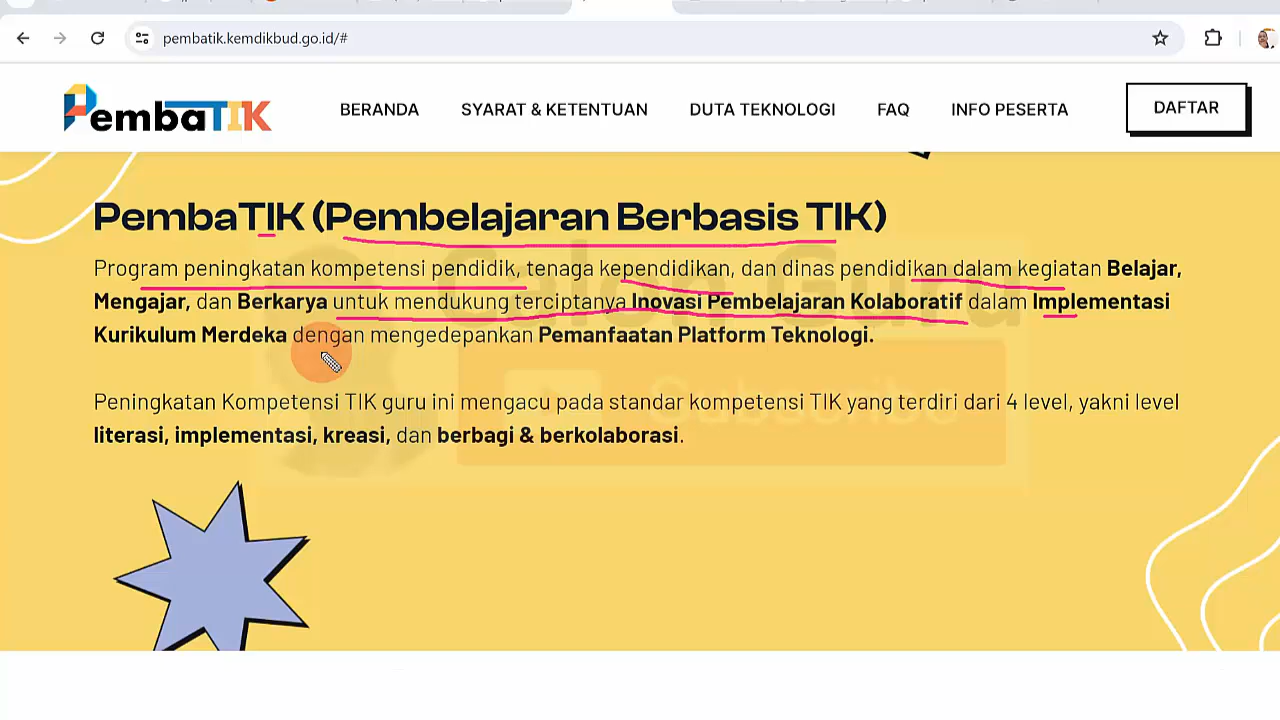 pembatik.kemdikbud.go.id/#
PembaTIK
BERANDA
SYARAT & KETENTUAN
DUTA TEKNOLOGI
FAQ
INFO PESERTA
DAFTAR
PembaTIK (Pembelajaran Berbasis TIK)
Program peningkatan kompetensi pendidik, tenaga kependidikan, dan dinas pendidikan dalam kegiatan Belajar,
Mengajar, dan Berkarya untuk mendukung terciptanya Inovasi Pembelajaran Kolaboratif dalam Implementasi
Kurikulum Merdeka dengan mengedepankan Pemanfaatan Platform Teknologi.
Peningkatan Kompetensi TIK guru ini mengacu pada standar kompetensi TIK yang terdiri dari 4 level, yakni level
literasi, implementasi, kreasi, dan berbagi & berkolaborasi.
Guru
Subscribe